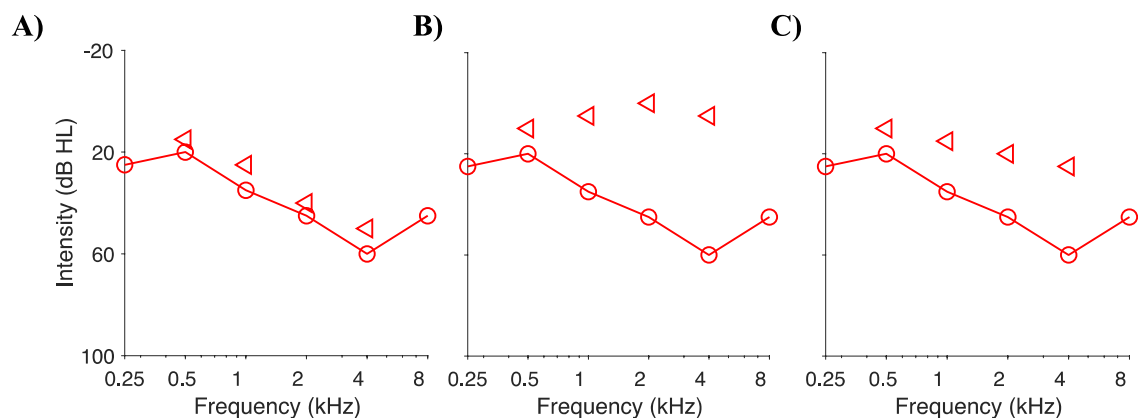 A) B) C)
-20
20
60
100
Intensity (dB HL)
0.25 0.5 1 2 4 8
0.25 0.5 1 2 4 8
0.25 0.5 1 2 4 8
Frequency (kHz) Frequency (kHz) Frequency (kHz)